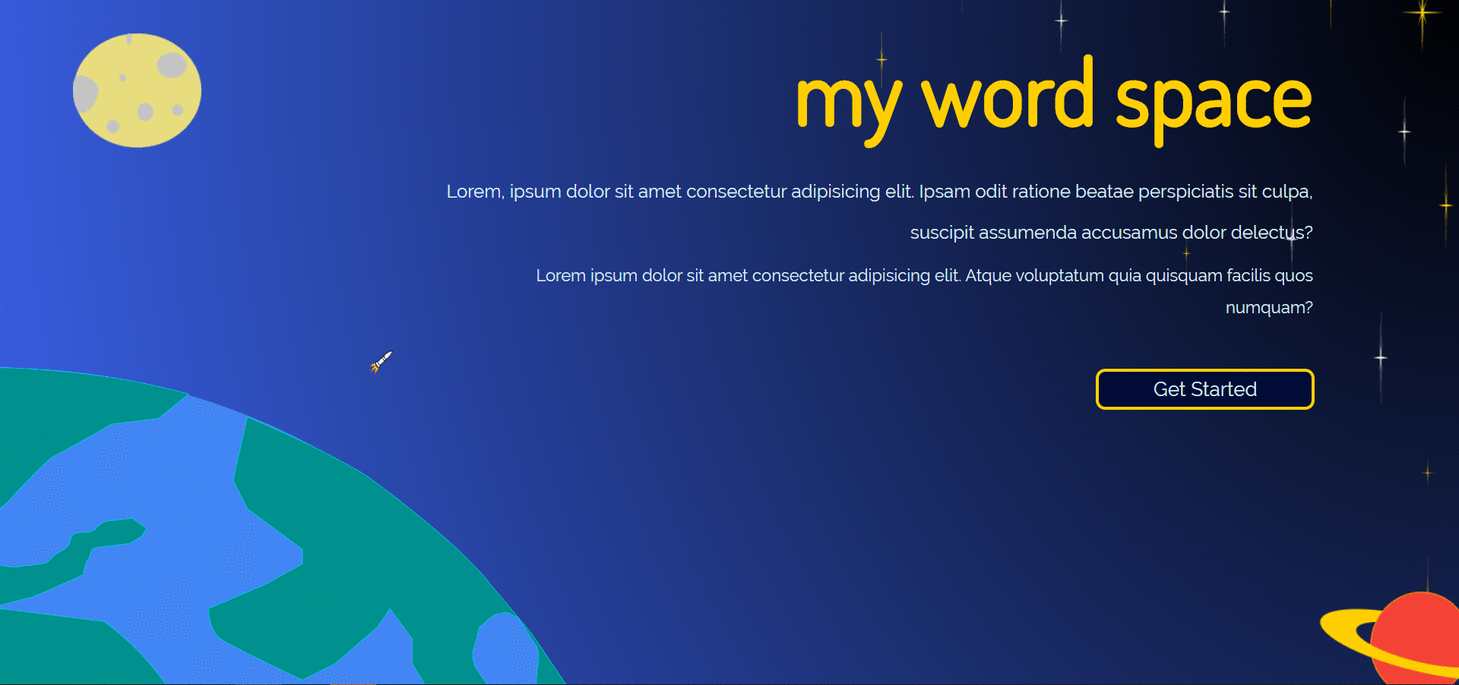 my word space
Lorem, ipsum dolor sit amet consectetur adipisicing elit. Ipsam odit ratione beatae perspiciatis sit culpa,
suscipit assumenda accusamus dolor delectus?
Lorem ipsum dolor sit amet consectetur adipisicing elit. Atque voluptatum quia quisquam facilis quos
numquam?
Get Started